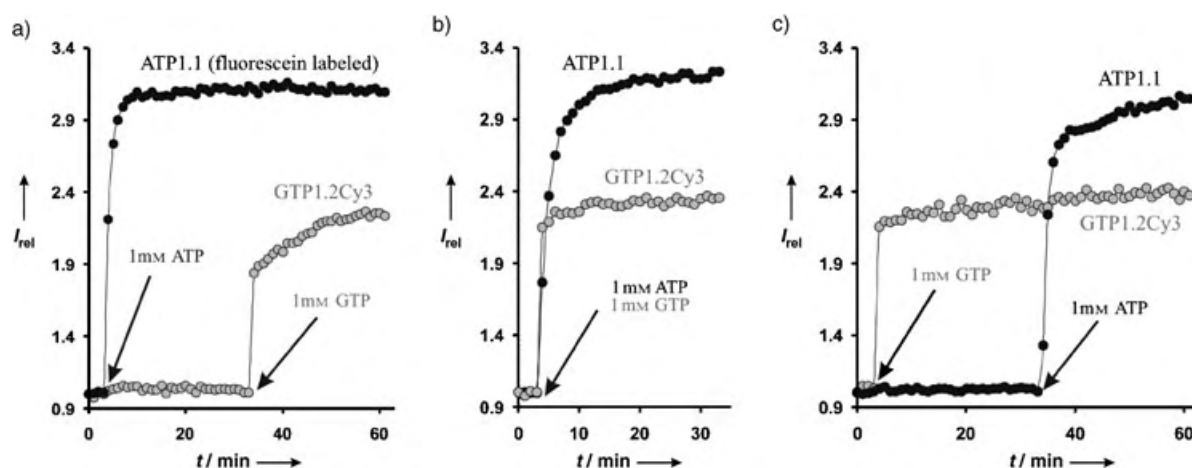 a)
3.4
2.9
2.4
1.9
1.4
0.9
I rel
ATP1.1 (fluorescein labeled)
GTP1.2Cy3
1mM ATP
1mM GTP
0 20 40 60
t / min
b)
3.4
2.9
2.4
1.9
1.4
0.9
I rel
ATP1.1
GTP1.2Cy3
1mM ATP
1mM GTP
0 10 20 30
t / min
c)
3.4
2.9
2.4
1.9
1.4
0.9
I rel
ATP1.1
GTP1.2Cy3
1mM GTP
1mM ATP
0 20 40 60
t / min